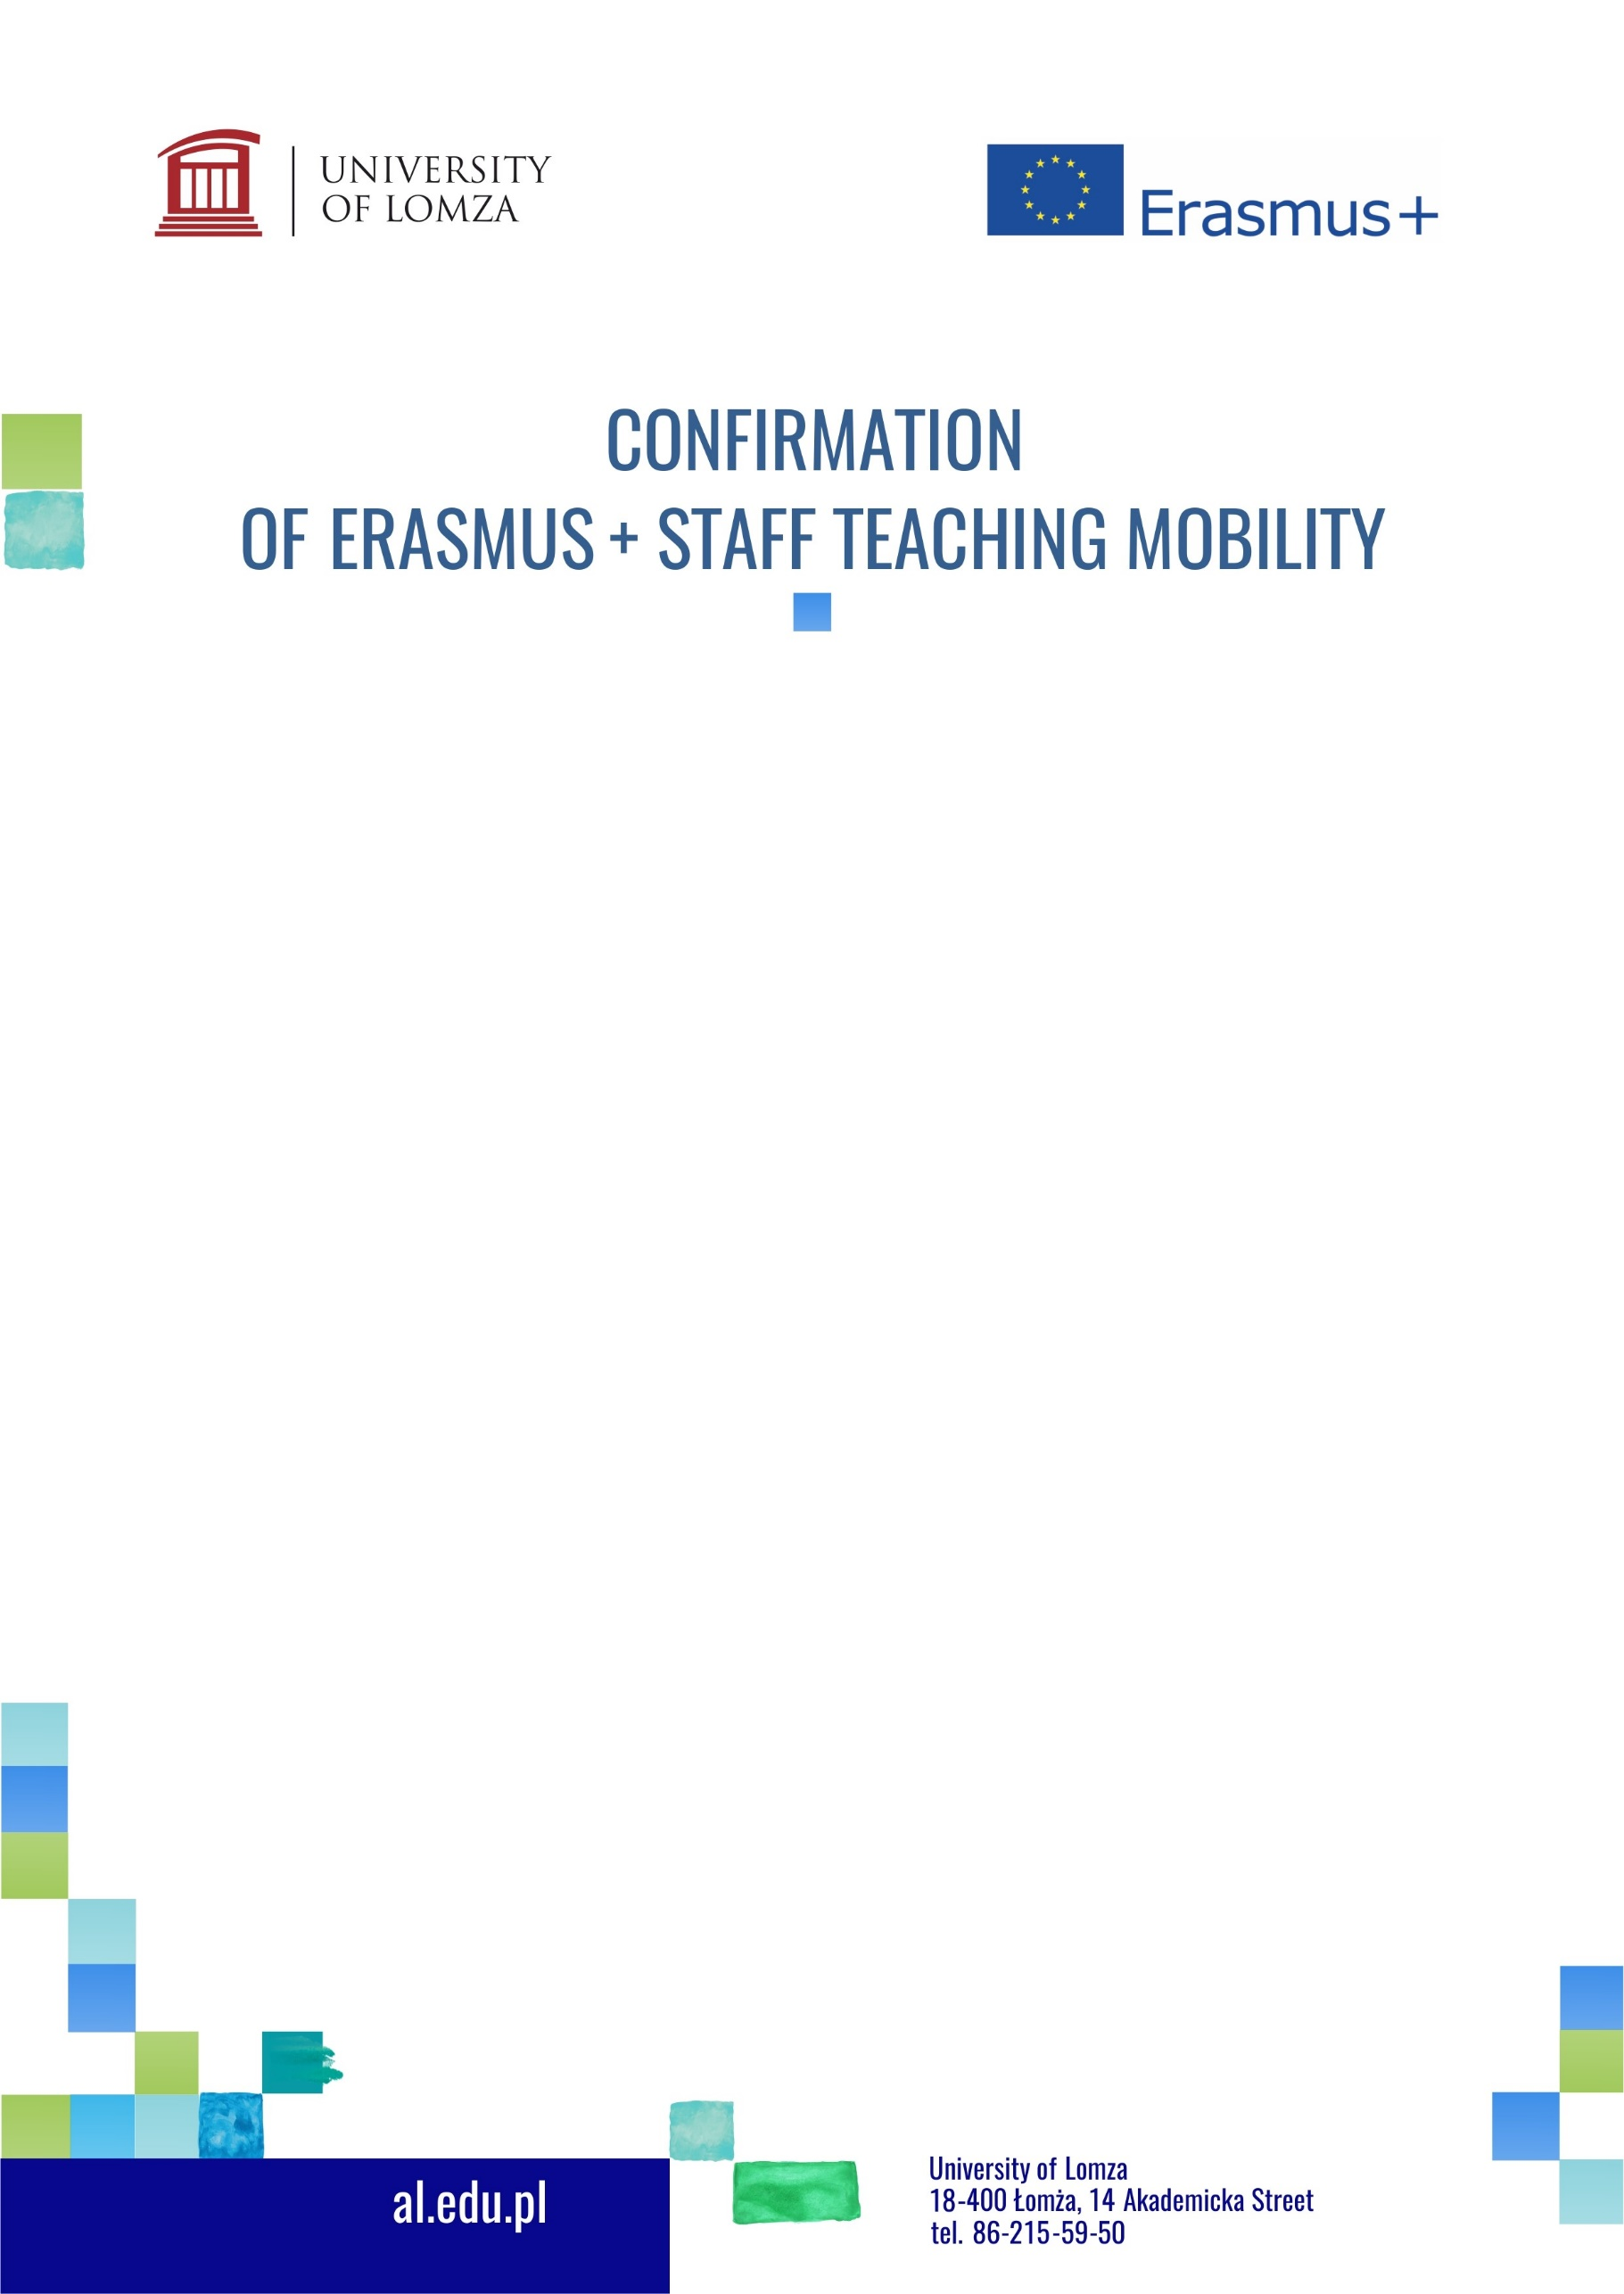 UNIVERSITY
OF LOMZA
Erasmus+
CONFIRMATION
OF ERASMUS + STAFF TEACHING MOBILITY
al.edu.pl
University of Lomza
18-400 Łomża, 14 Akademicka Street
tel. 86-215-59-50